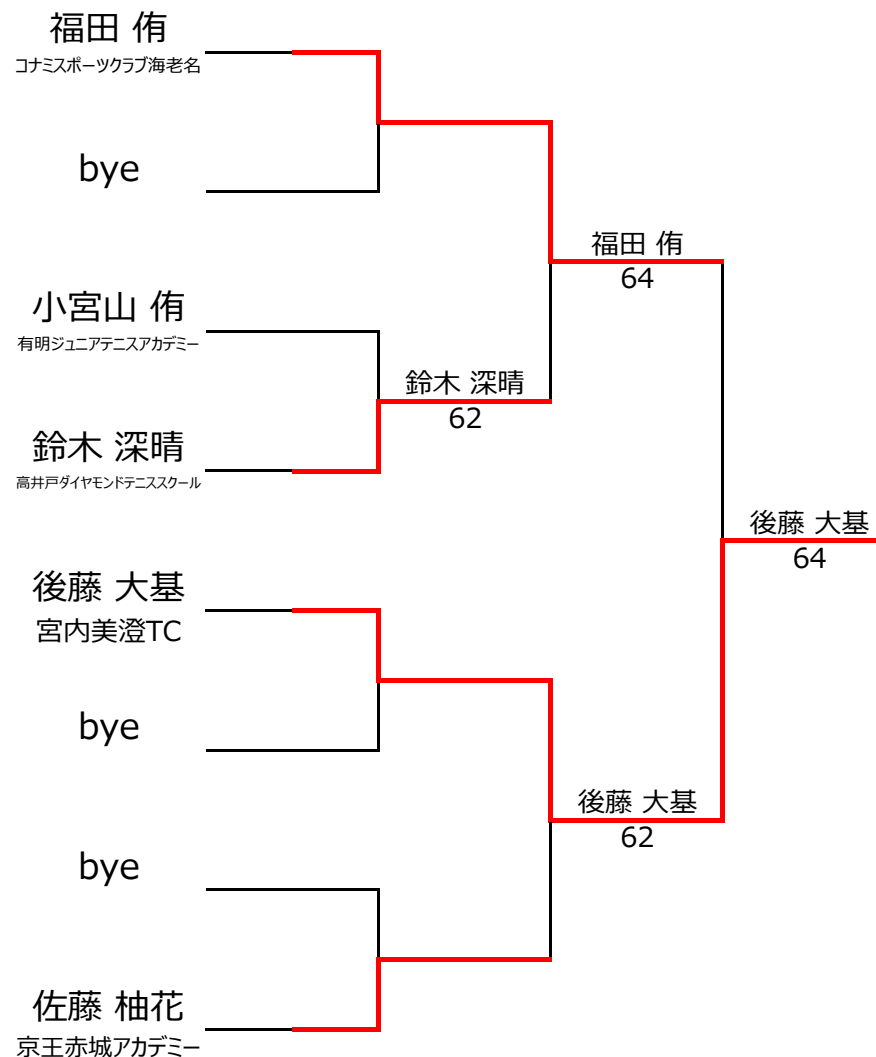 福田 侑
コナミスポーツクラブ海老名
bye
福田 侑
64
小宮山 侑
有明ジュニアテニスアカデミー
鈴木 深晴
62
鈴木 深晴
高井戸ダイヤモンドテニススクール
後藤 大基
64
後藤 大基
宮内美澄TC
bye
後藤 大基
62
bye
佐藤 柚花
京王赤城アカデミー